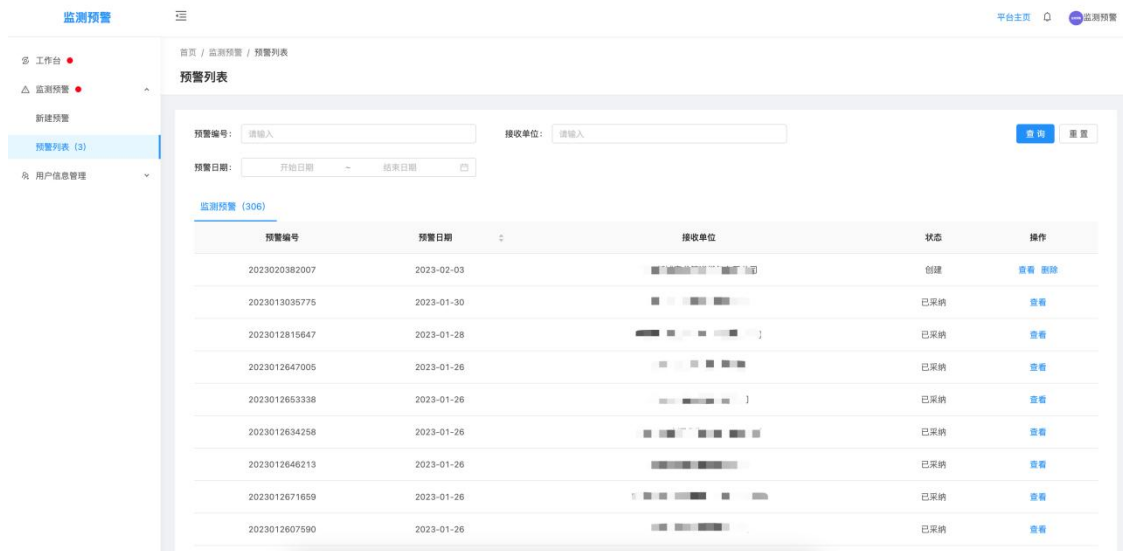 监测预警
平台主页 监测预警
首页 / 监测预警 / 预警列表
预警列表
工作台
监测预警
新建预警
预警列表（3）
用户信息管理
预警编号： 请输入 接收单位： 请输入 查 询 重 置
预警日期： 开始日期 ~ 结束日期
监测预警（306）
预警编号 预警日期 接收单位 状态 操作
2023020382007 2023-02-03 创建 查看 删除
2023013035775 2023-01-30 已采纳 查看
2023012815647 2023-01-28 已采纳 查看
2023012647005 2023-01-26 已采纳 查看
2023012653338 2023-01-26 已采纳 查看
2023012634258 2023-01-26 已采纳 查看
2023012646213 2023-01-26 已采纳 查看
2023012671659 2023-01-26 已采纳 查看
2023012607590 2023-01-26 已采纳 查看